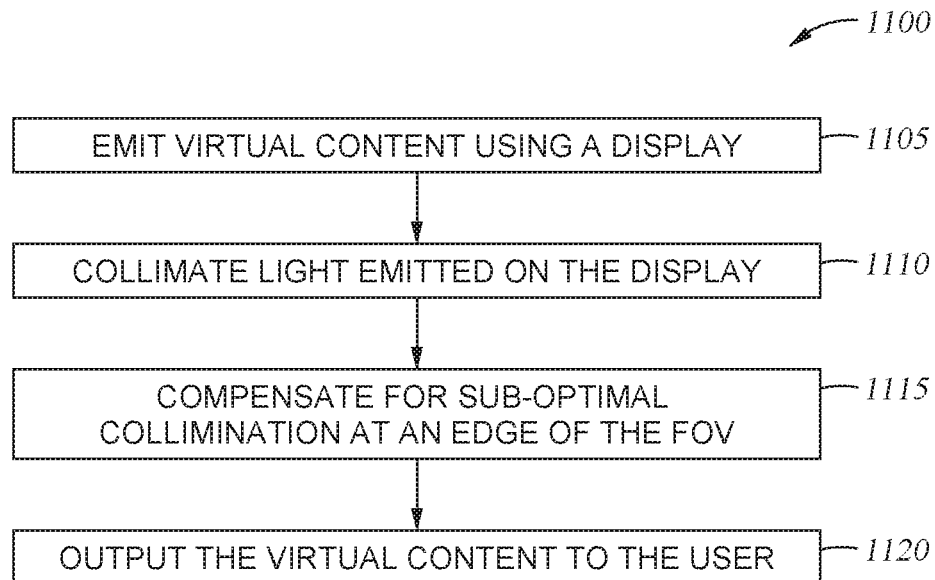 1100
EMIT VIRTUAL CONTENT USING A DISPLAY
1105
COLLIMATE LIGHT EMITTED ON THE DISPLAY
1110
COMPENSATE FOR SUB-OPTIMAL
COLLIMINATION AT AN EDGE OF THE FOV
1115
OUTPUT THE VIRTUAL CONTENT TO THE USER
1120